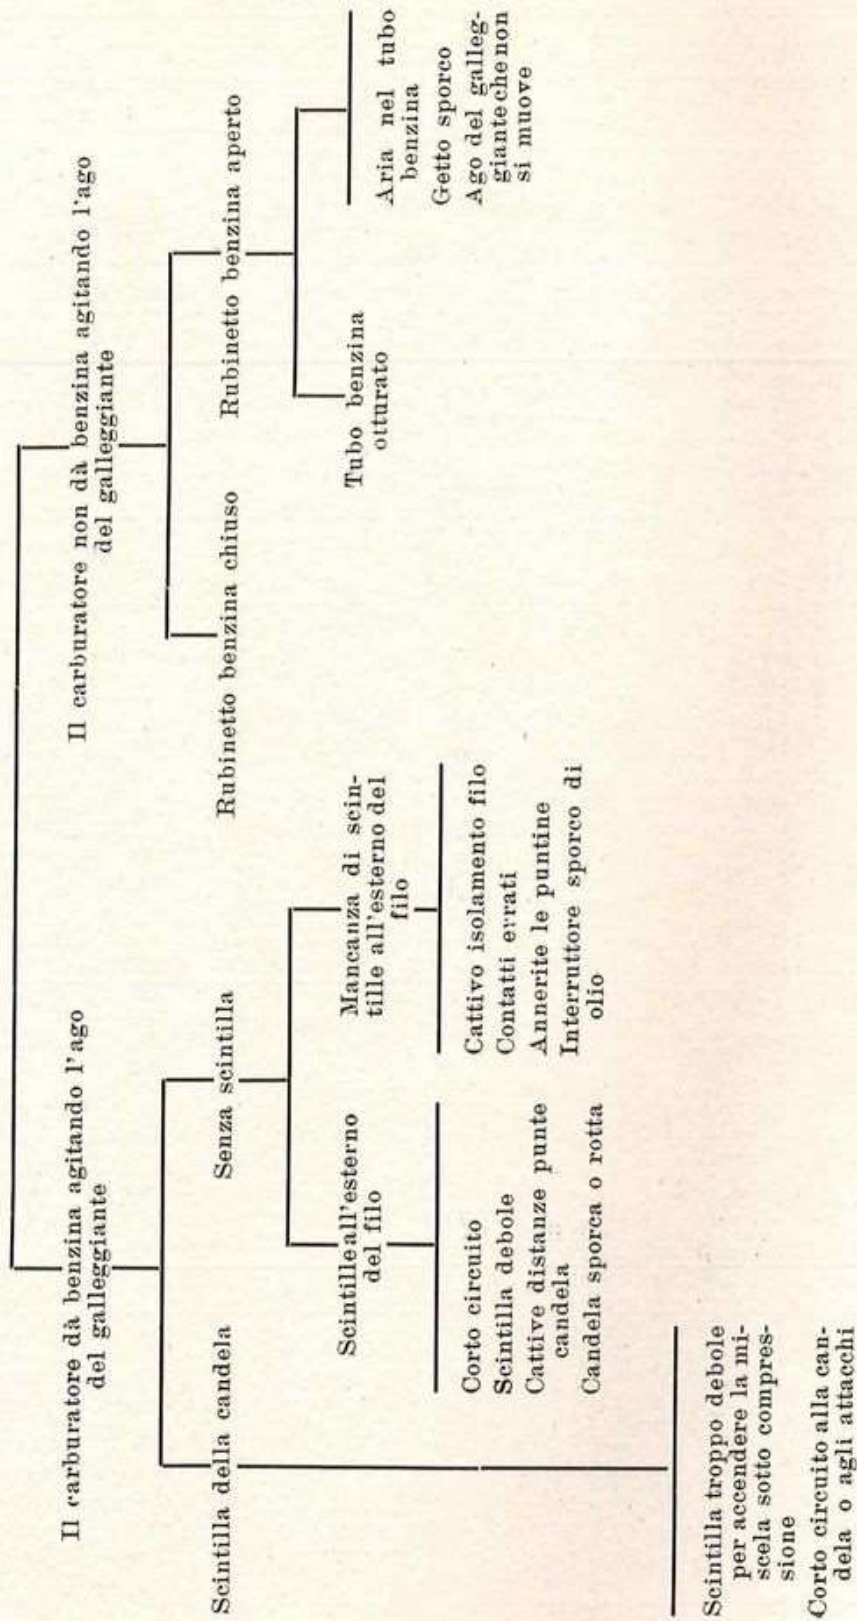 Il carburatore dà benzina agitando l'ago
del galleggiante
Scintilla della candela
Scintilla troppo debole
per accendere la mi-
scela sotto compres-
sione
Corto circuito alla can-
dela o agli attacchi
Senza scintilla
Scintille all'esterno
del filo
Corto circuito
Scintilla debole
Cattive distanze punte
candela
Candela sporca o rotta
Mancanza di scin-
tille all'esterno del
filo
Cattivo isolamento filo
Contatti errati
Annerite le puntine
Interruttore sporco di
olio
Il carburatore non dà benzina agitando l'ago
del galleggiante
Rubinetto benzina chiuso
Rubinetto benzina aperto
Tubo benzina
otturato
Aria nel tubo
benzina
Getto sporco
Ago del galleg-
giante che non
si muove